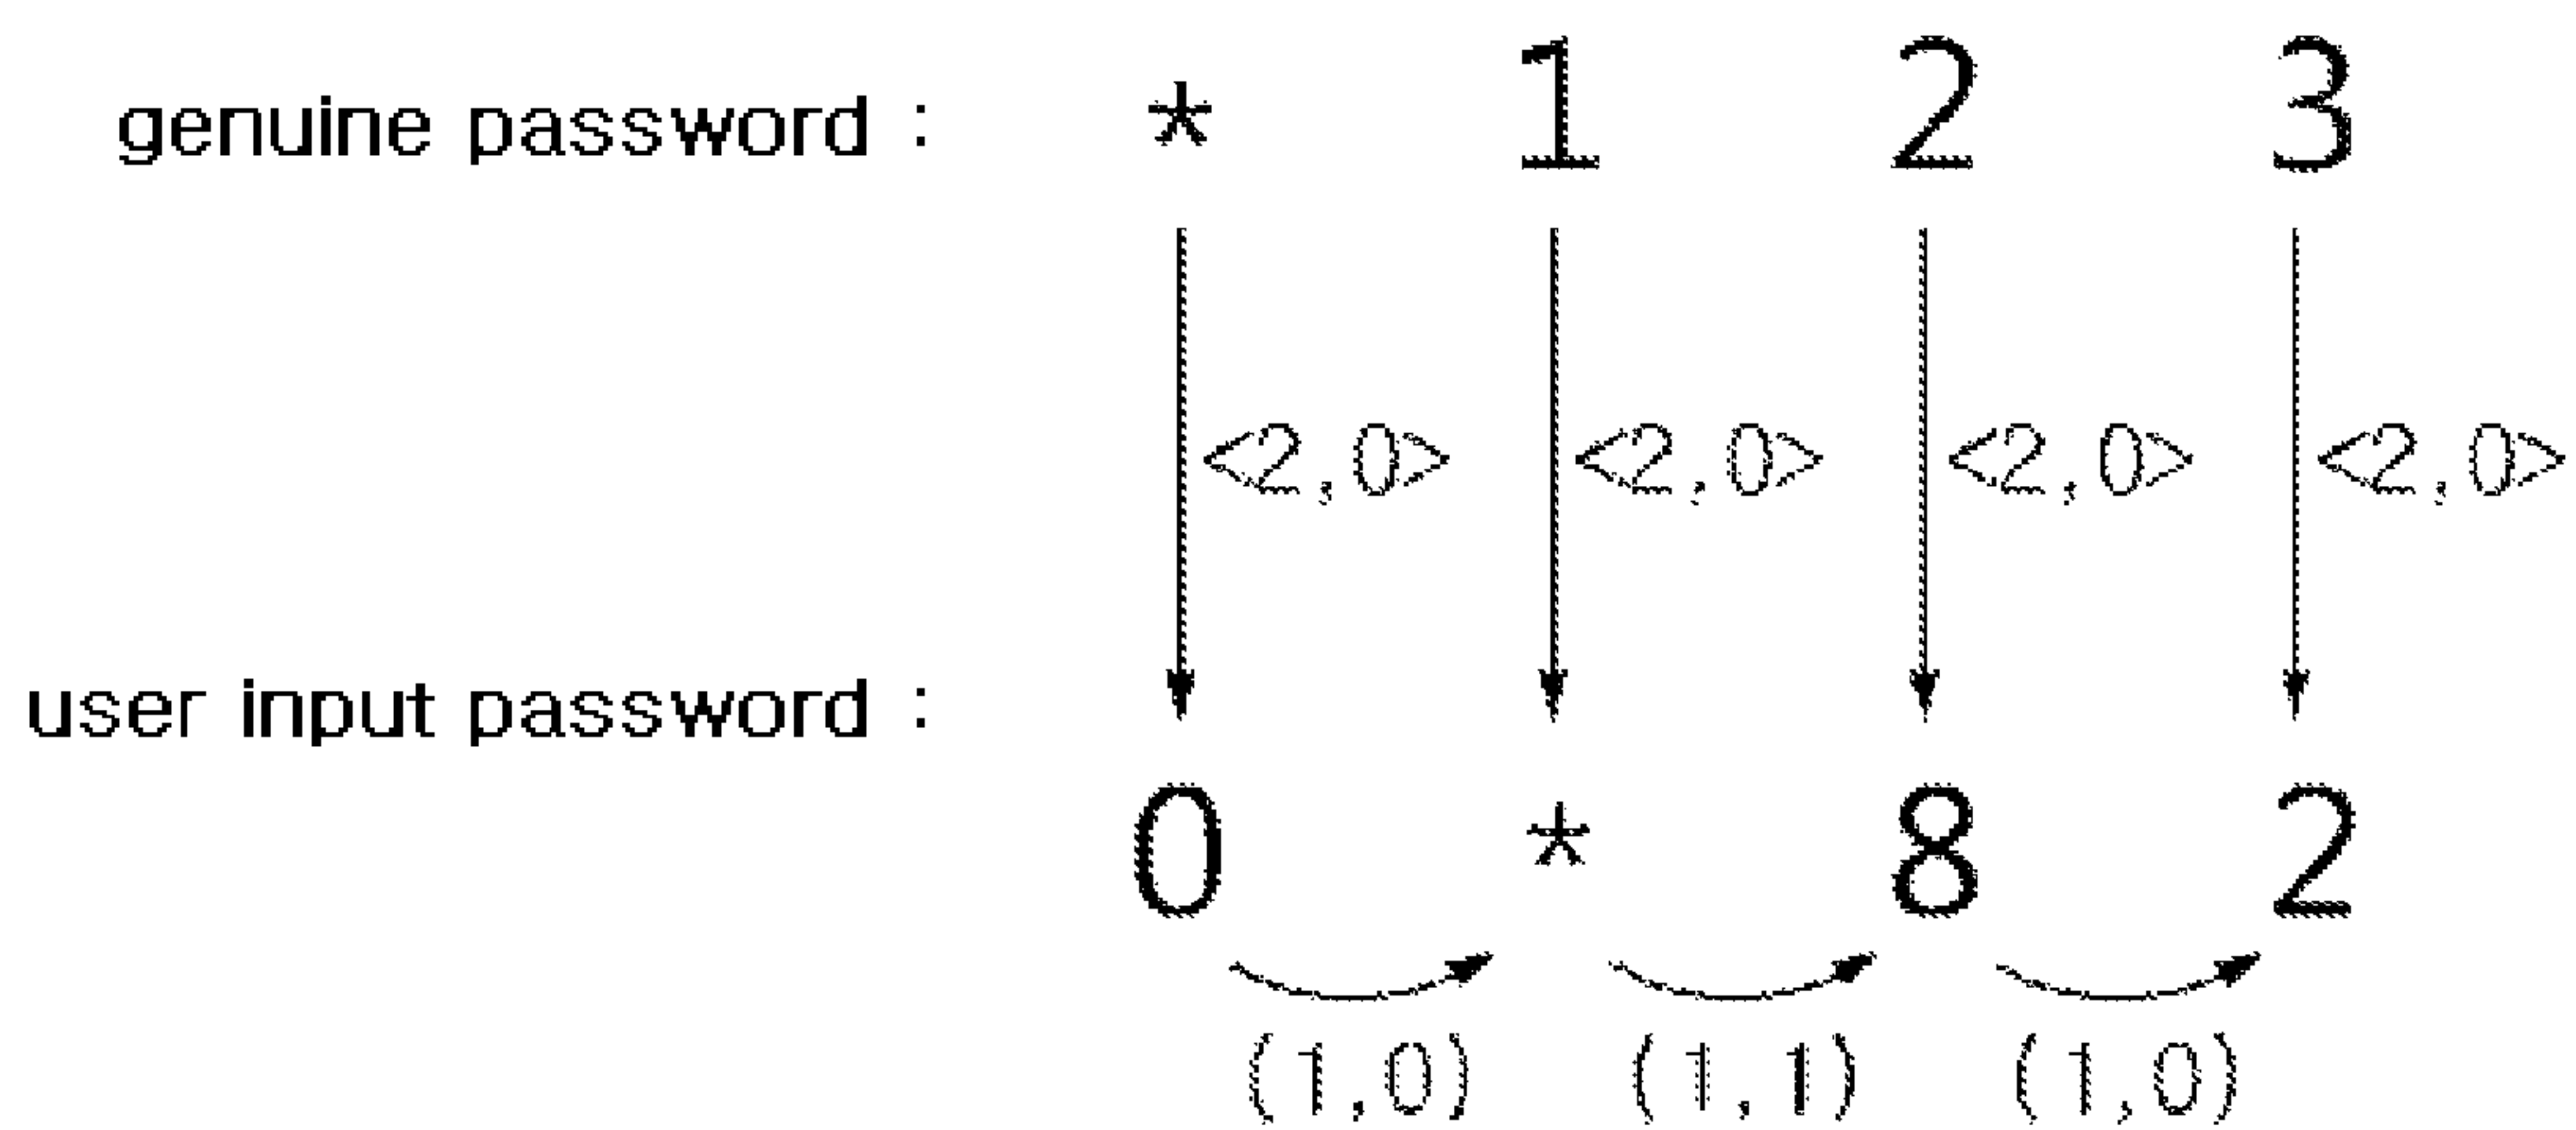 genuine password : * 1 2 3
<2,0> <2,0> <2,0> <2,0>
user input password :
0 * 8 2
(1,0) (1,1) (1,0)